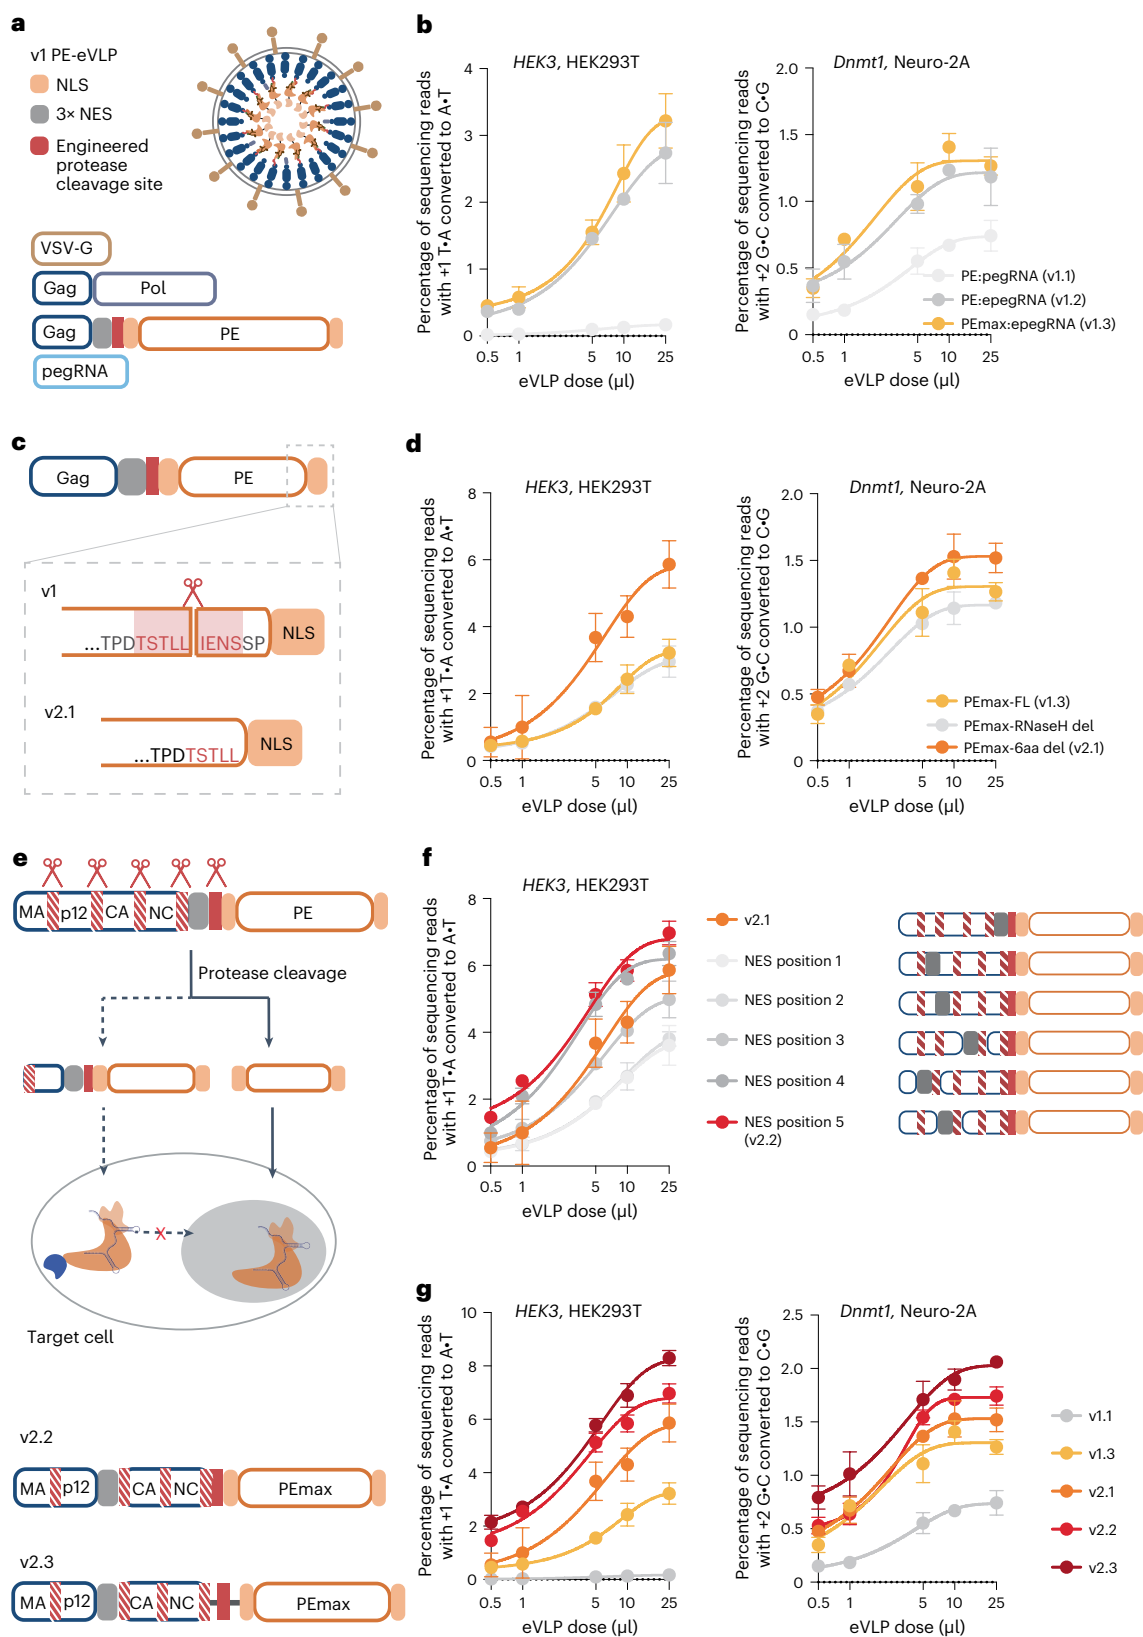 a
v1 PE-eVLP
NLS
3× NES
Engineered
protease
cleavage site
VSV-G
Gag
Pol
Gag
PE
pegRNA
b
HEK3, HEK293T
Percentage of sequencing reads
with +1 T•A converted to A•T
4
3
2
1
0
0.5
1
5
10
25
eVLP dose (µl)
Dnmt1, Neuro-2A
Percentage of sequencing reads
with +2 G•C converted to C•G
2.0
1.5
1.0
0.5
0
0.5
1
5
10
25
eVLP dose (µl)
PE:pegRNA (v1.1)
PE:epegRNA (v1.2)
PEmax:epegRNA (v1.3)
c
Gag
PE
v1
...TPDTSTLL IENSSP
NLS
v2.1
...TPDTSTLL
NLS
d
HEK3, HEK293T
Percentage of sequencing reads
with +1 T•A converted to A•T
8
6
4
2
0
0.5
1
5
10
25
eVLP dose (µl)
Dnmt1, Neuro-2A
Percentage of sequencing reads
with +2 G•C converted to C•G
2.0
1.5
1.0
0.5
0
0.5
1
5
10
25
eVLP dose (µl)
PEmax-FL (v1.3)
PEmax-RNaseH del
PEmax-6aa del (v2.1)
e
MA
p12
CA
NC
PE
Protease cleavage
X
Target cell
v2.2
MA
p12
CA
NC
PEmax
v2.3
MA
p12
CA
NC
PEmax
f
HEK3, HEK293T
Percentage of sequencing reads
with +1 T•A converted to A•T
8
6
4
2
0
0.5
1
5
10
25
eVLP dose (µl)
v2.1
NES position 1
NES position 2
NES position 3
NES position 4
NES position 5
(v2.2)
g
HEK3, HEK293T
Percentage of sequencing reads
with +1 T•A converted to A•T
10
8
6
4
2
0
0.5
1
5
10
25
eVLP dose (µl)
Dnmt1, Neuro-2A
Percentage of sequencing reads
with +2 G•C converted to C•G
2.5
2.0
1.5
1.0
0.5
0
0.5
1
5
10
25
eVLP dose (µl)
v1.1
v1.3
v2.1
v2.2
v2.3